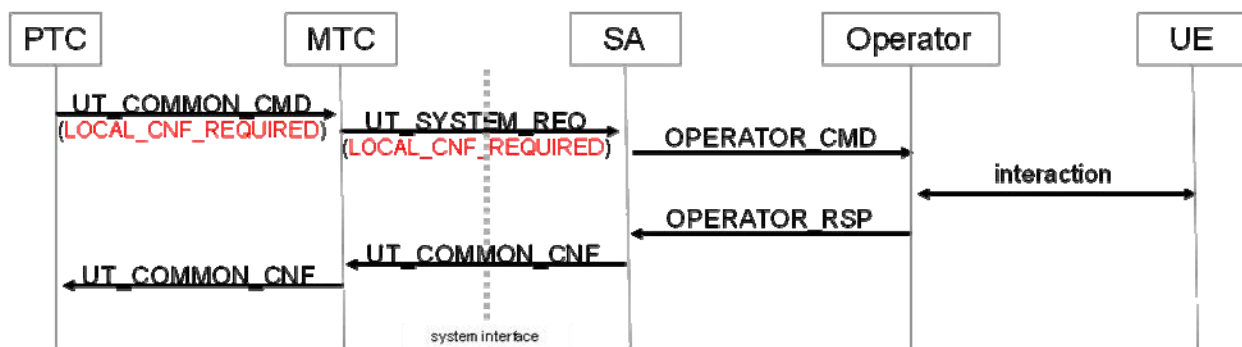 PTC MTC SA Operator UE
UT_COMMON_CMD
(LOCAL_CNF_REQUIRED)
UT_SYSTEM_REQ
(LOCAL_CNF_REQUIRED)
OPERATOR_CMD
interaction
OPERATOR_RSP
UT_COMMON_CNF
UT_COMMON_CNF
system interface